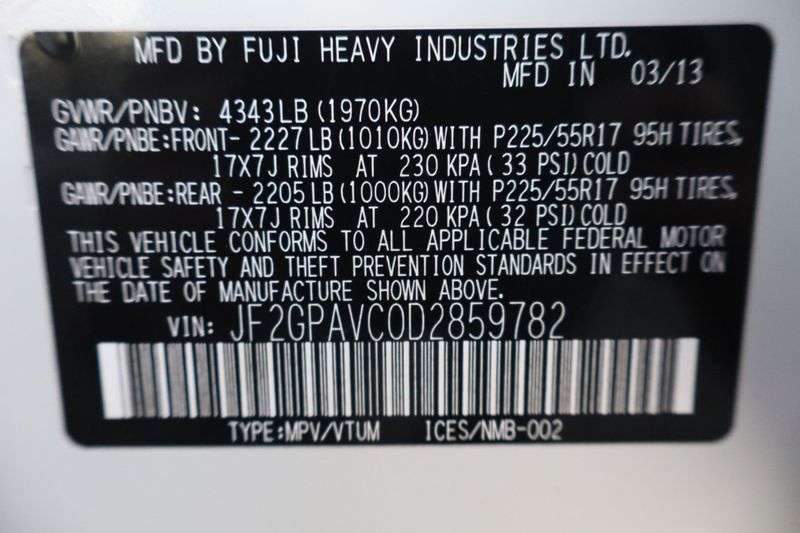 MFD BY FUJI HEAVY INDUSTRIES LTD.
MFD IN 03/13
GVWR/PNBV: 4343LB (1970KG)
GAWR/PNBE:FRONT- 2227 LB (1010KG) WITH P225/55R17 95H TIRES,
17X7J RIMS AT 230 KPA ( 33 PSI) COLD
GAWR/PNBE:REAR - 2205 LB (1000KG) WITH P225/55R17 95H TIRES,
17X7J RIMS AT 220 KPA ( 32 PSI) COLD
THIS VEHICLE CONFORMS TO ALL APPLICABLE FEDERAL MOTOR
VEHICLE SAFETY AND THEFT PREVENTION STANDARDS IN EFFECT ON
THE DATE OF MANUFACTURE SHOWN ABOVE.
VIN: JF2GPAVC0D2859782
TYPE:MPV/VTUM ICES/NMB-002